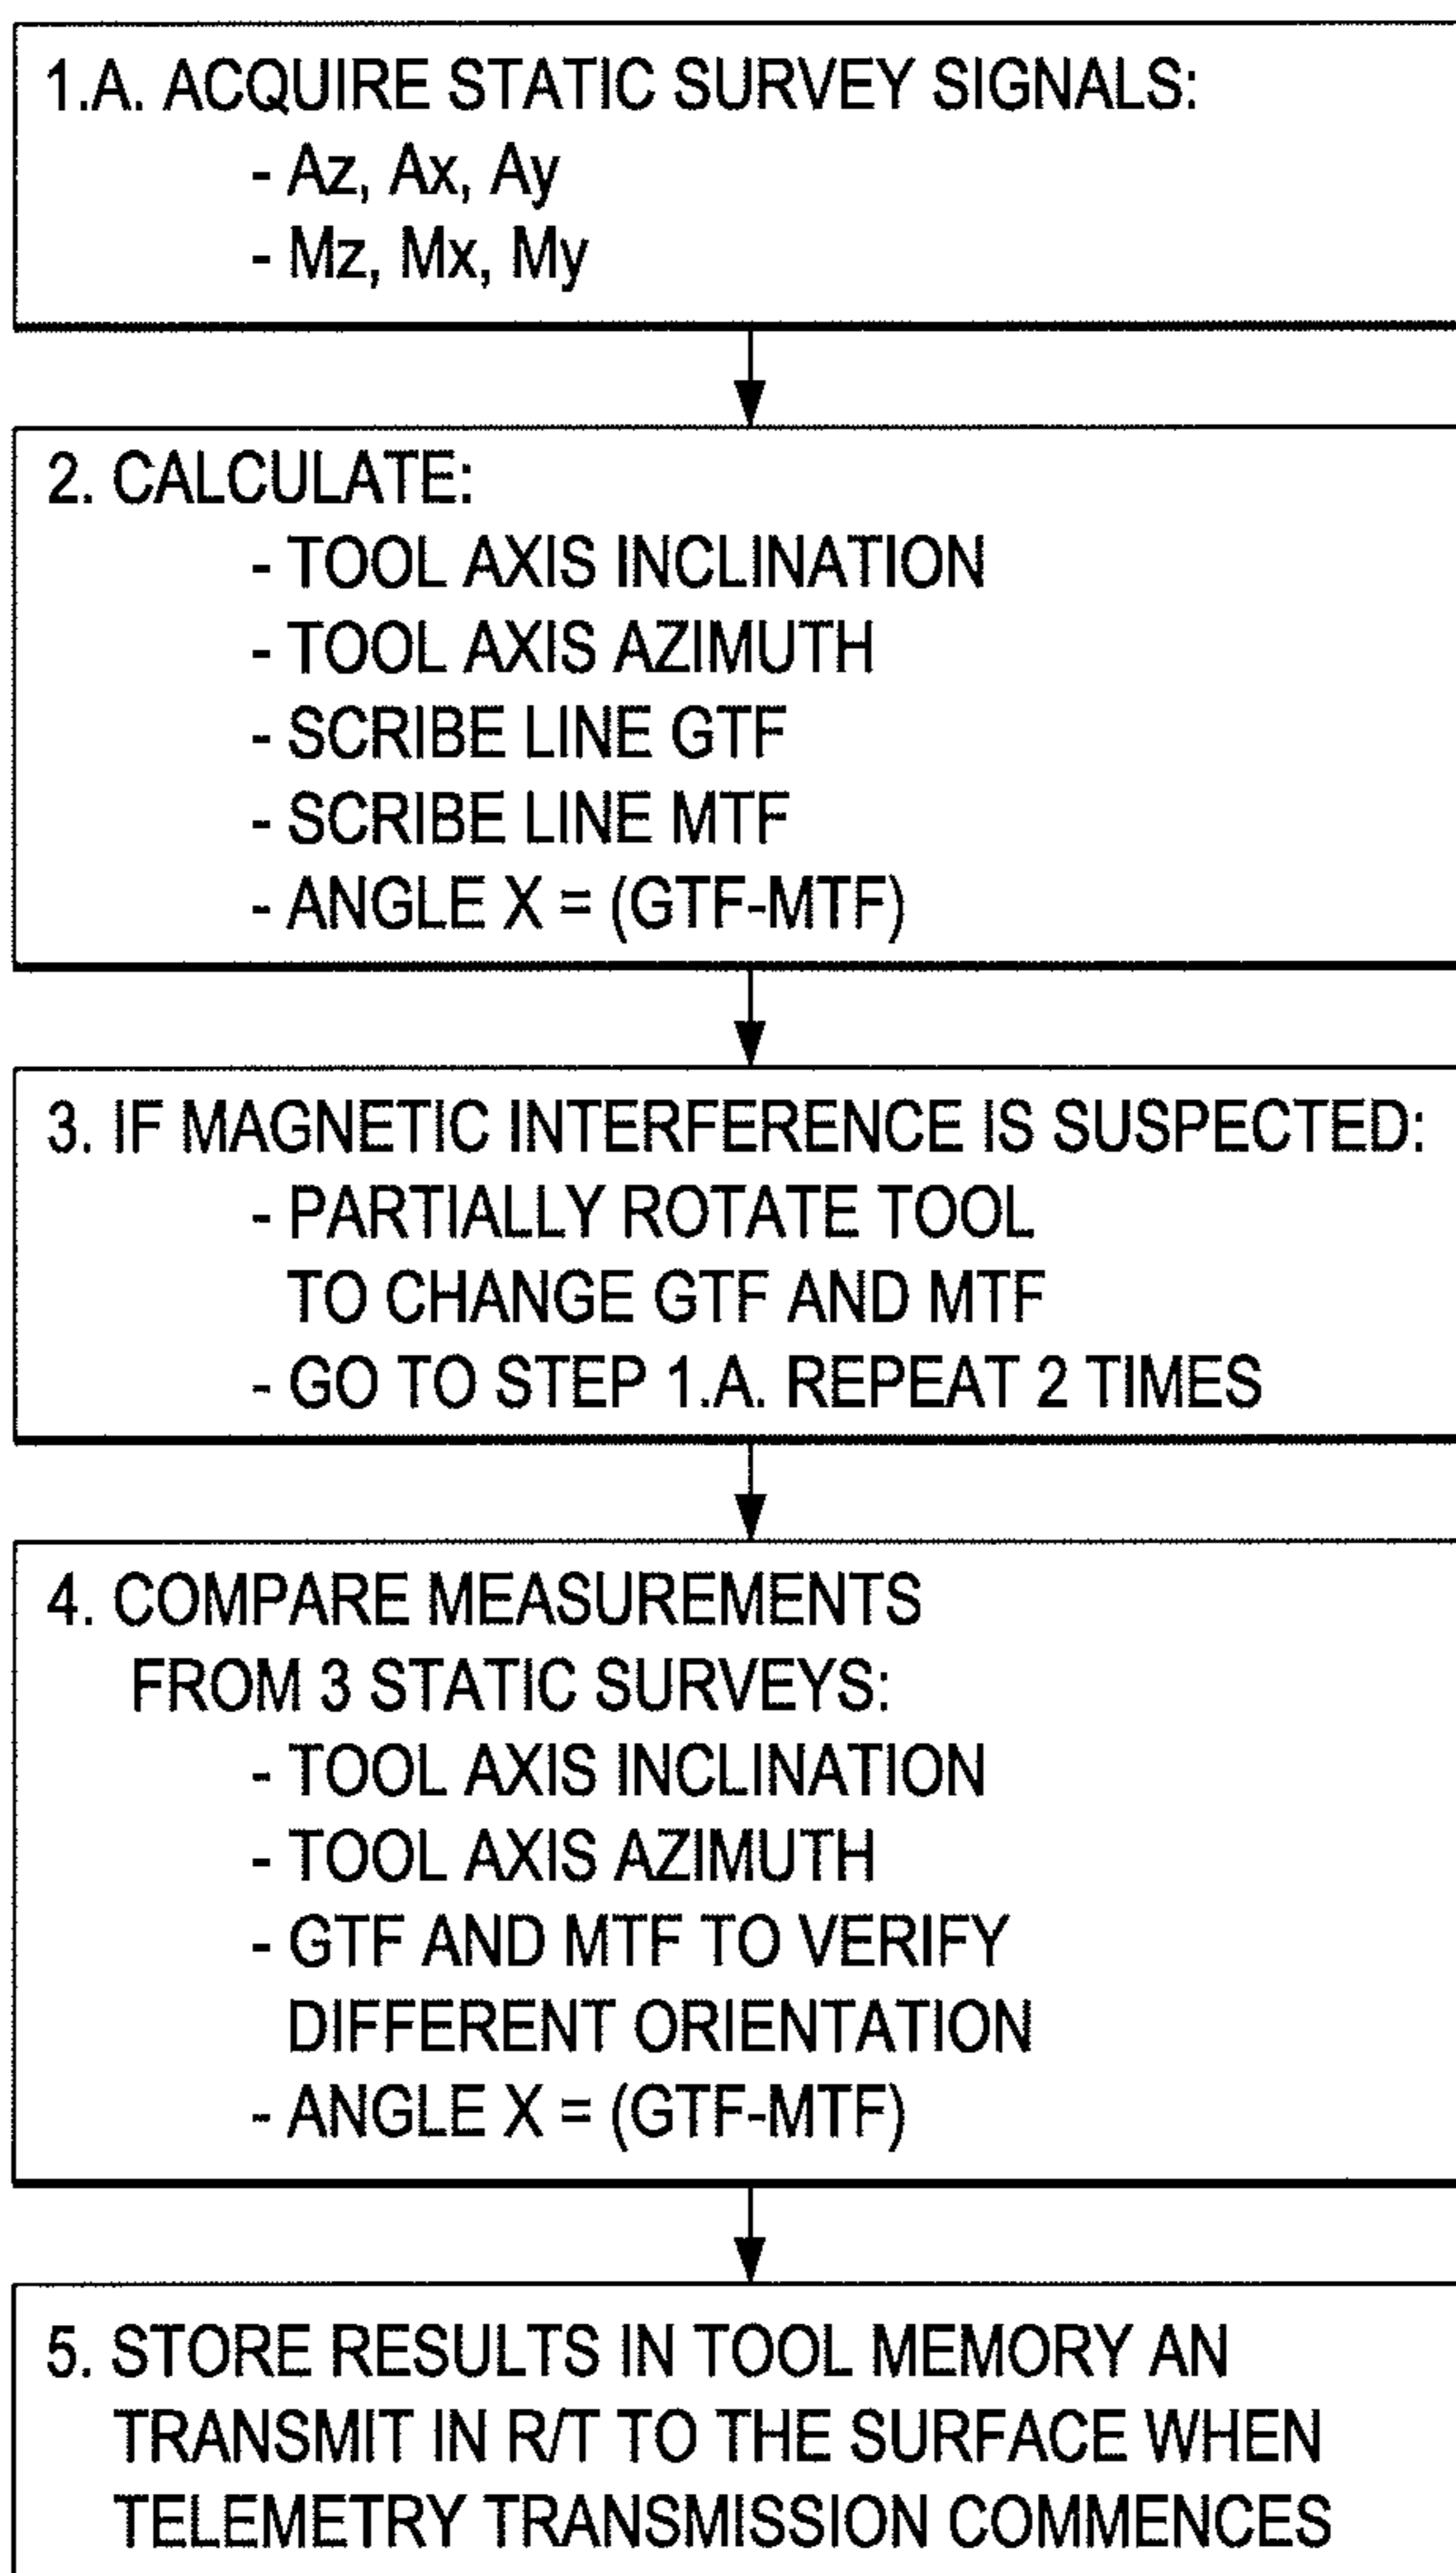 1.A. ACQUIRE STATIC SURVEY SIGNALS:
- Az, Ax, Ay
- Mz, Mx, My
2. CALCULATE:
- TOOL AXIS INCLINATION
- TOOL AXIS AZIMUTH
- SCRIBE LINE GTF
- SCRIBE LINE MTF
- ANGLE X = (GTF-MTF)
3. IF MAGNETIC INTERFERENCE IS SUSPECTED:
- PARTIALLY ROTATE TOOL
TO CHANGE GTF AND MTF
- GO TO STEP 1.A. REPEAT 2 TIMES
4. COMPARE MEASUREMENTS
FROM 3 STATIC SURVEYS:
- TOOL AXIS INCLINATION
- TOOL AXIS AZIMUTH
- GTF AND MTF TO VERIFY
DIFFERENT ORIENTATION
- ANGLE X = (GTF-MTF)
5. STORE RESULTS IN TOOL MEMORY AN
TRANSMIT IN R/T TO THE SURFACE WHEN
TELEMETRY TRANSMISSION COMMENCES